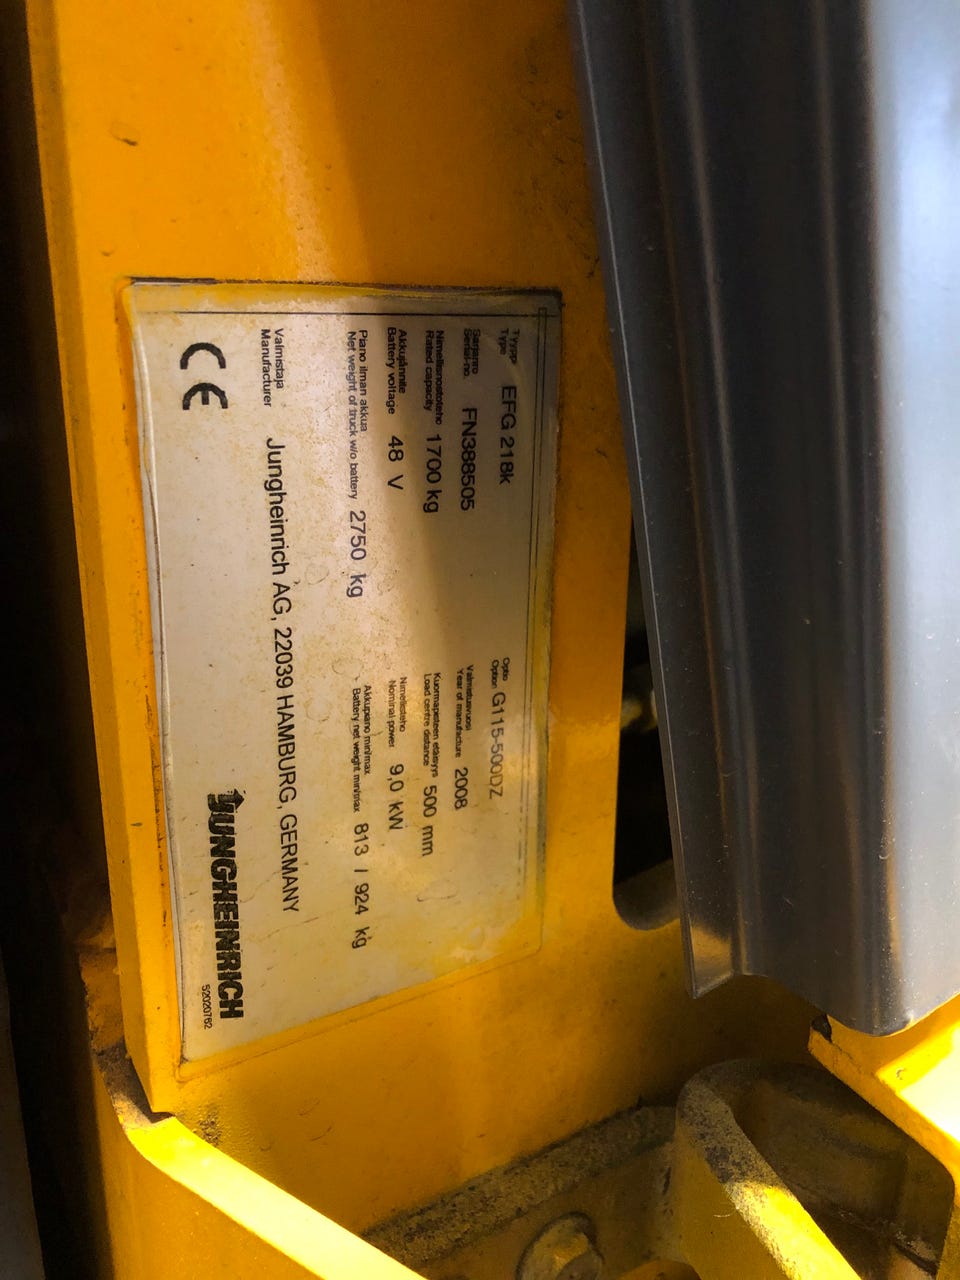 Tyyppi
Type EFG 218k
Optio
Option G115-500DZ
Sarjanro
Serial-no. FN388505
Valmistusvuosi
Year of manufacture 2008
Nimellisnostoteho
Rated capacity 1700 kg
Kuormapisteen etäisyys
Load centre distance 500 mm
Akkujännite
Battery voltage 48 V
Nimellisteho
Nominal power 9,0 kW
Paino ilman akkua
Net weight of truck w/o battery 2750 kg
Akkupaino min/max
Battery net weight min/max 813 / 924 kg
Valmistaja
Manufacturer Jungheinrich AG, 22039 HAMBURG, GERMANY
CE
JUNGHEINRICH
52020762